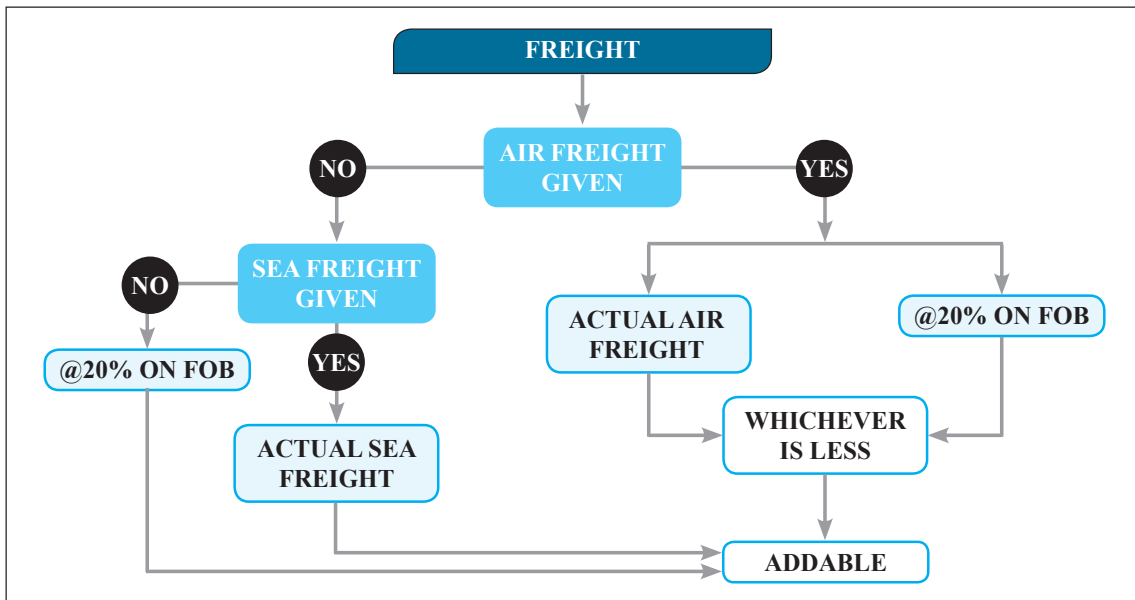 FREIGHT
AIR FREIGHT
GIVEN
NO
YES
SEA FREIGHT
GIVEN
NO
YES
ACTUAL AIR
FREIGHT
@20% ON FOB
@20% ON FOB
WHICHEVER
IS LESS
ACTUAL SEA
FREIGHT
ADDABLE